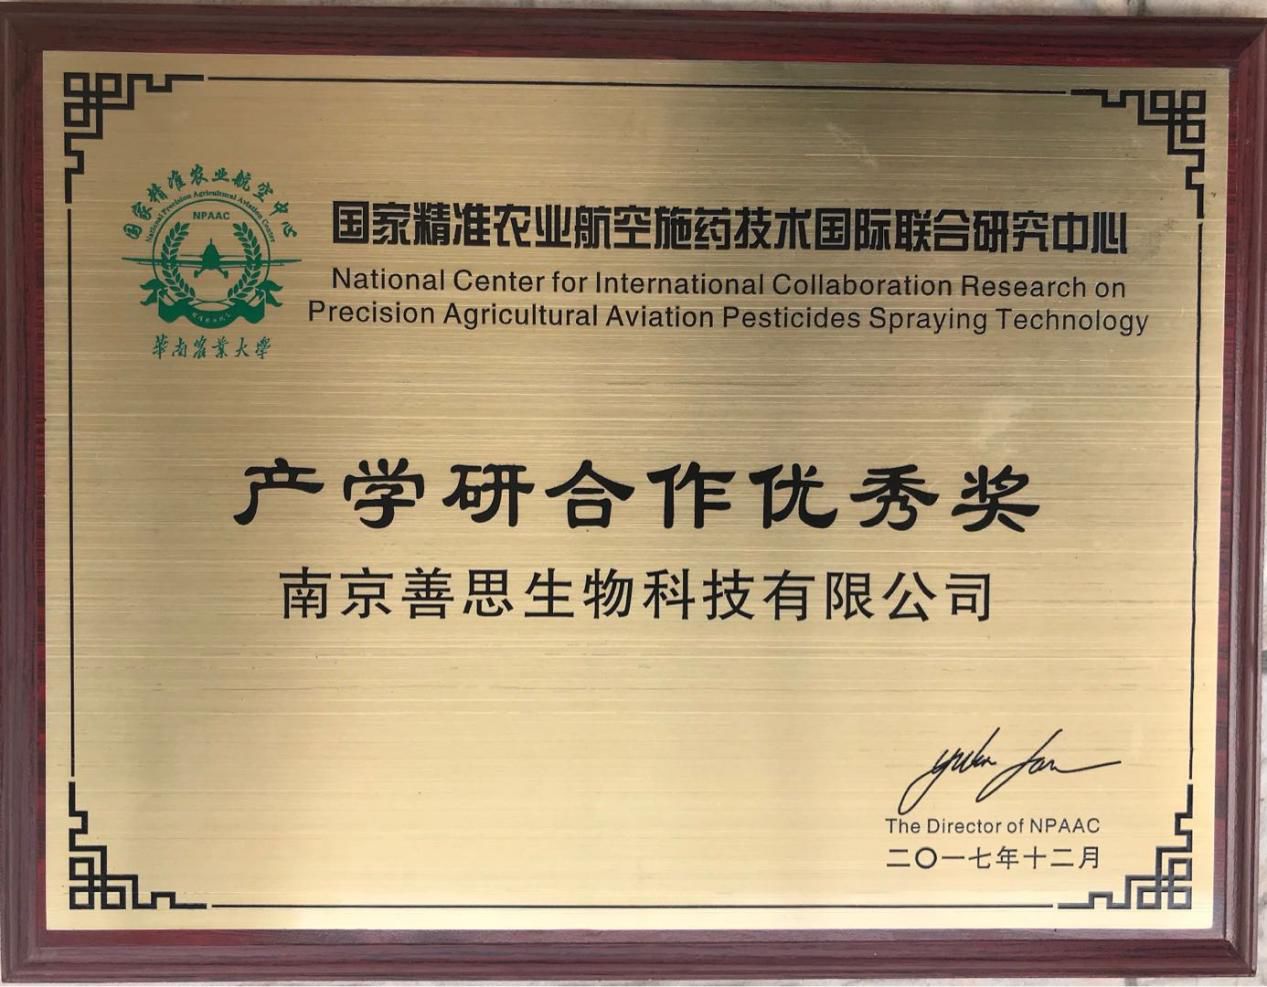 国家精准农业航空中心
National Precision Agricultural Aviation Center
NPAAC
华南农业大学
国家精准农业航空施药技术国际联合研究中心
National Center for International Collaboration Research on
Precision Agricultural Aviation Pesticides Spraying Technology
产学研合作优秀奖
南京善思生物科技有限公司
The Director of NPAAC
二〇一七年十二月